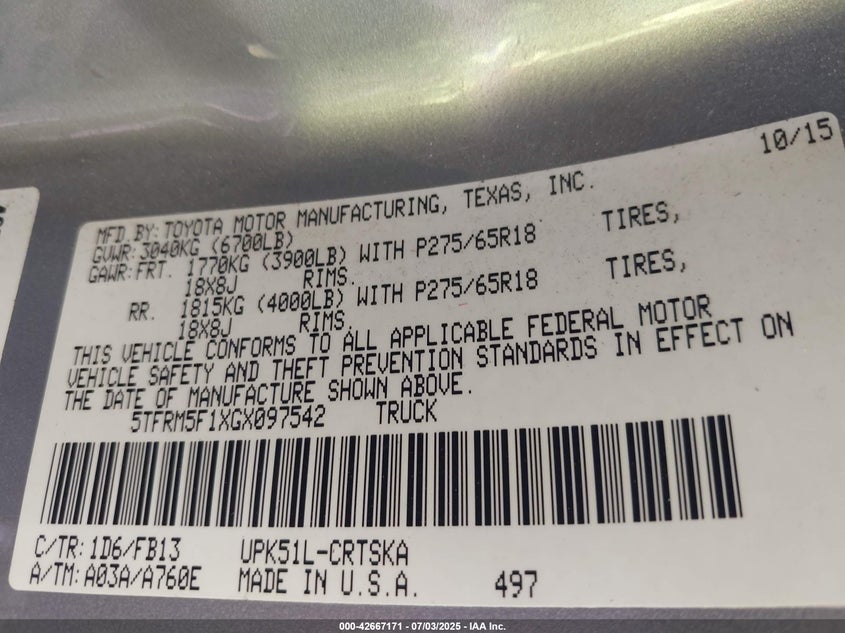 10/15
MFD. BY: TOYOTA MOTOR MANUFACTURING, TEXAS, INC.
GVWR: 3040KG (6700LB)
GAWR: FRT. 1770KG (3900LB) WITH P275/65R18 TIRES,
18X8J RIMS.
RR. 1815KG (4000LB) WITH P275/65R18 TIRES,
18X8J RIMS.
THIS VEHICLE CONFORMS TO ALL APPLICABLE FEDERAL MOTOR
VEHICLE SAFETY AND THEFT PREVENTION STANDARDS IN EFFECT ON
THE DATE OF MANUFACTURE SHOWN ABOVE.
5TFRM5F1XGX097542 TRUCK
C/TR: 1D6/FB13 UPK51L-CRTSKA
A/TM: A03A/A760E MADE IN U.S.A. 497
000-42667171 - 07/03/2025 - IAA Inc.